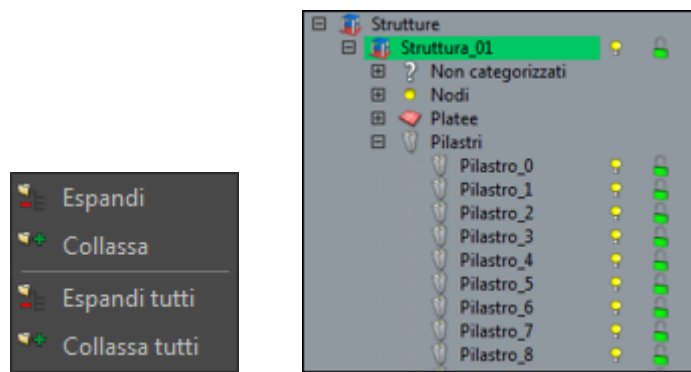 Espandi
Collassa
Espandi tutti
Collassa tutti
Strutture
Struttura_01
Non categorizzati
Nodi
Platee
Pilastri
Pilastro_0
Pilastro_1
Pilastro_2
Pilastro_3
Pilastro_4
Pilastro_5
Pilastro_6
Pilastro_7
Pilastro_8